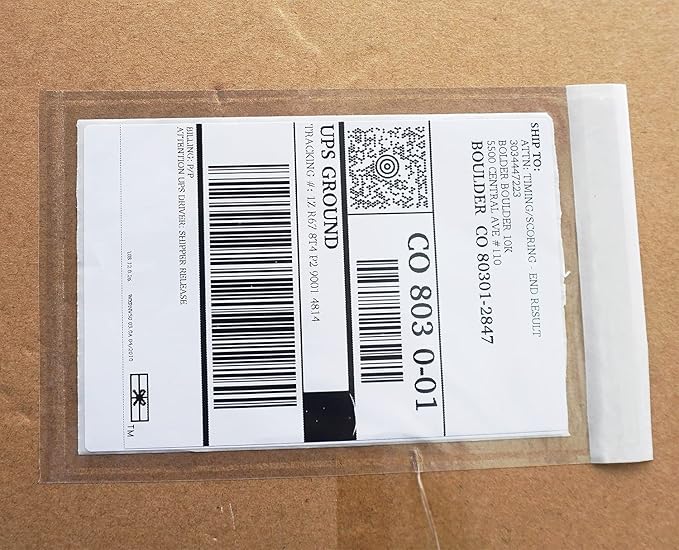 SHIP TO:
ATTN: TIMING/SCORING - END RESULT
3034447223
BOLDER BOULDER 10K
5500 CENTRAL AVE #110
BOULDER CO 80301-2847
CO 803 0-01
UPS GROUND
TRACKING #: 1Z R67 8T4 P2 9001 4814
BILLING: P/P
ATTENTION UPS DRIVER: SHIPPER RELEASE
TM